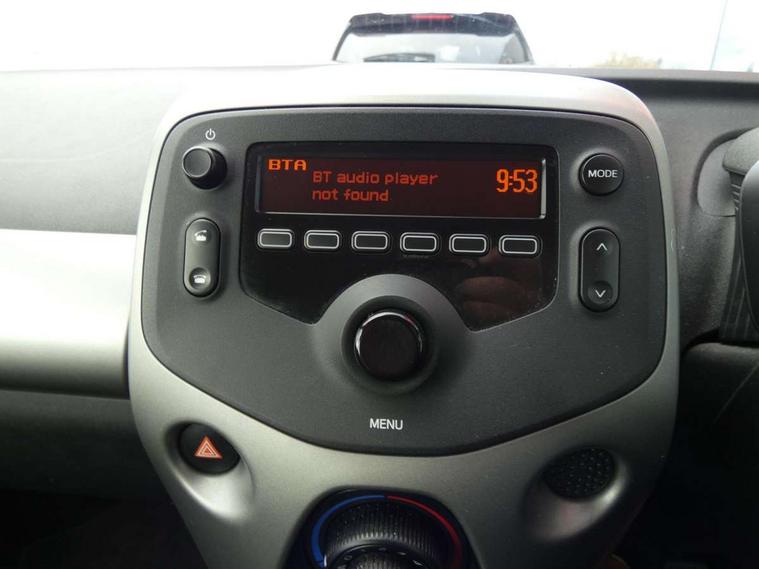 BTA
BT audio player
not found
9:53
MODE
MENU